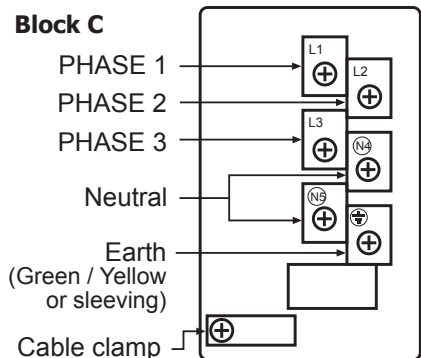 Block C
L1
PHASE 1
L2
PHASE 2
L3
PHASE 3
N4
Neutral
N5
Earth
(Green / Yellow
or sleeving)
Cable clamp